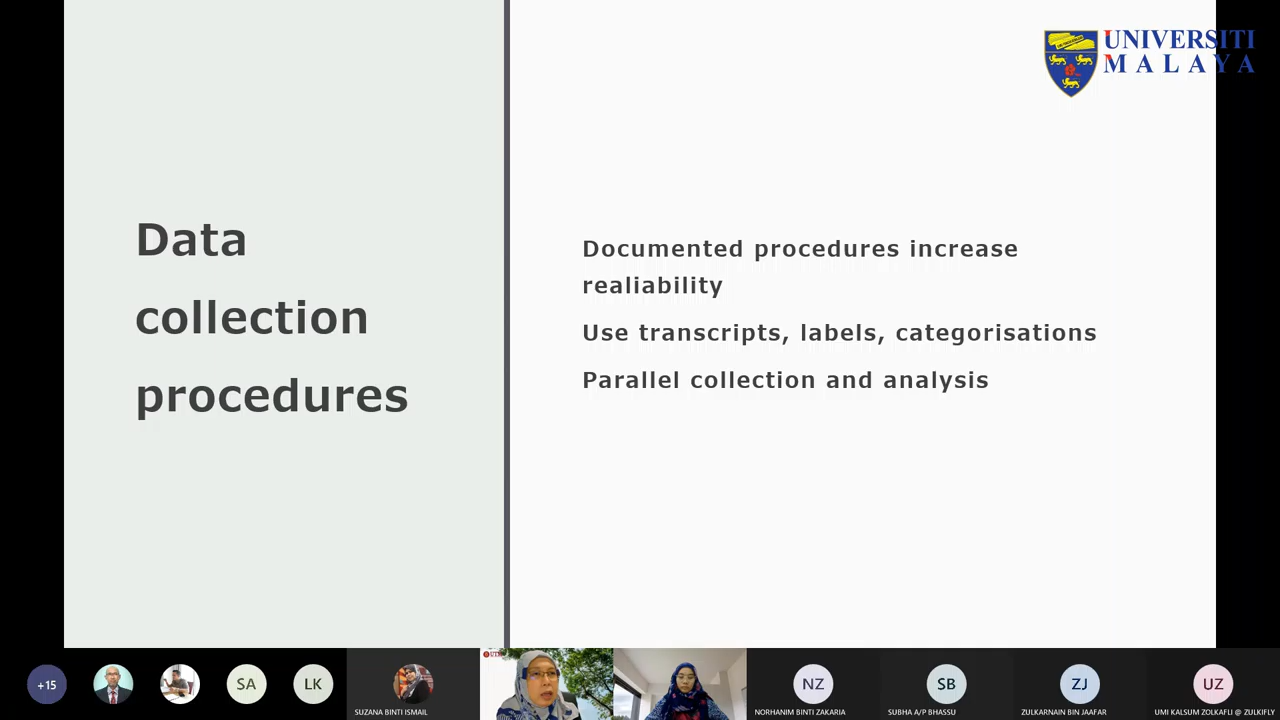 UNIVERSITI
MALAYA
Data
collection
procedures
Documented procedures increase
realiability
Use transcripts, labels, categorisations
Parallel collection and analysis
+15
SA
LK
SUZANA BINTI ISMAIL
NZ
NORHANIM BINTI ZAKARIA
SB
SUBHA A/P BHASSU
ZJ
ZULKARNAIN BIN JAAFAR
UZ
UMI KALSUM ZOLKAFLI @ ZULKIFLY